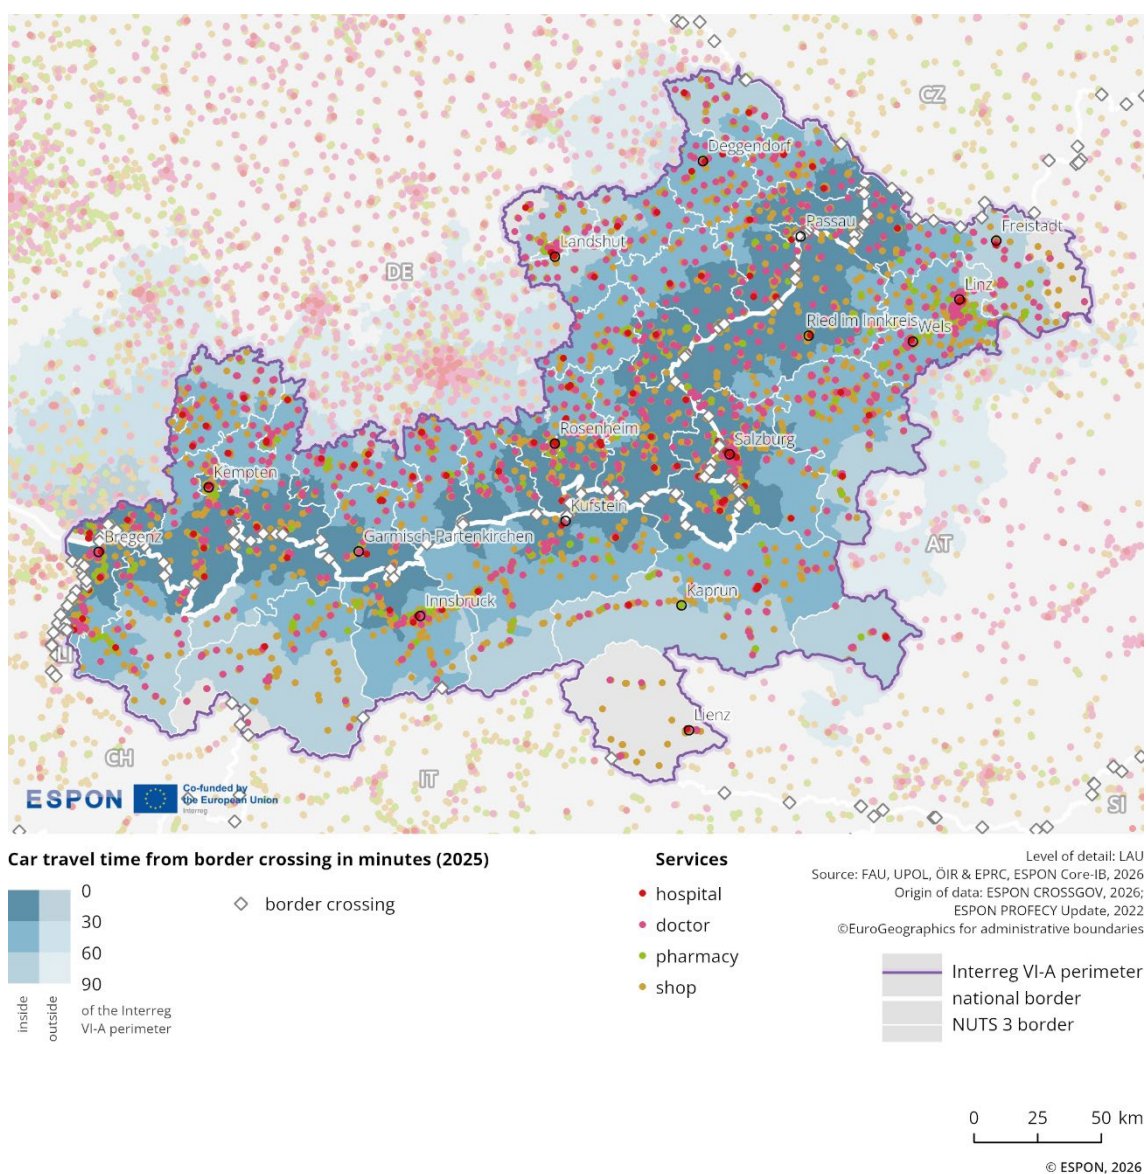 CZ
Deggendorf
Passau
Freistadt
Landshut
DE
Linz
Ried im Innkreis
Wels
Rosenheim
Salzburg
Kempten
Kufstein
Bregenz
Garmisch-Partenkirchen
AT
Innsbruck
Kaprun
LI
Lienz
CH
IT
SI
ESPON
Co-funded by
the European Union
Interreg
Car travel time from border crossing in minutes (2025)
0
30
60
90
inside
outside
of the Interreg
VI-A perimeter
border crossing
Services
hospital
doctor
pharmacy
shop
Level of detail: LAU
Source: FAU, UPOL, ÖIR & EPRC, ESPON Core-IB, 2026
Origin of data: ESPON CROSSGOV, 2026;
ESPON PROFECY Update, 2022
©EuroGeographics for administrative boundaries
Interreg VI-A perimeter
national border
NUTS 3 border
0 25 50 km
© ESPON, 2026